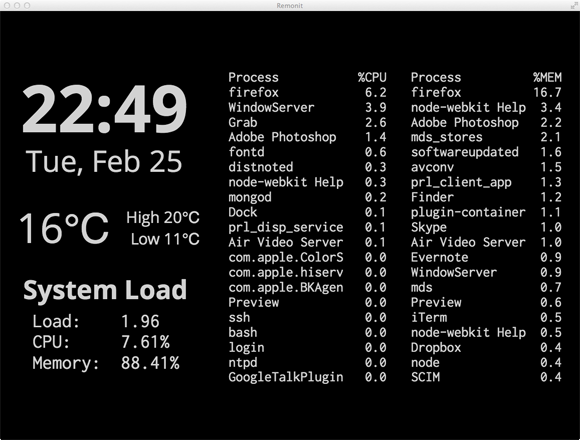 Remonit
22:49
Tue, Feb 25
16°C
High 20°C
Low 11°C
System Load
Load: 1.96
CPU: 7.61%
Memory: 88.41%
Process %CPU
firefox 6.2
WindowServer 3.9
Grab 2.6
Adobe Photoshop 1.4
fontd 0.6
distnoted 0.3
node-webkit Help 0.3
mongod 0.2
Dock 0.1
prl_disp_service 0.1
Air Video Server 0.1
com.apple.ColorS 0.0
com.apple.hiserv 0.0
com.apple.BKAgen 0.0
Preview 0.0
ssh 0.0
bash 0.0
login 0.0
ntpd 0.0
GoogleTalkPlugin 0.0
Process %MEM
firefox 16.7
node-webkit Help 3.4
Adobe Photoshop 2.2
mds_stores 2.1
softwareupdated 1.6
avconv 1.5
prl_client_app 1.3
Finder 1.2
plugin-container 1.1
Skype 1.0
Air Video Server 1.0
Evernote 0.9
WindowServer 0.9
mds 0.7
Preview 0.6
iTerm 0.5
node-webkit Help 0.5
Dropbox 0.4
node 0.4
SCIM 0.4